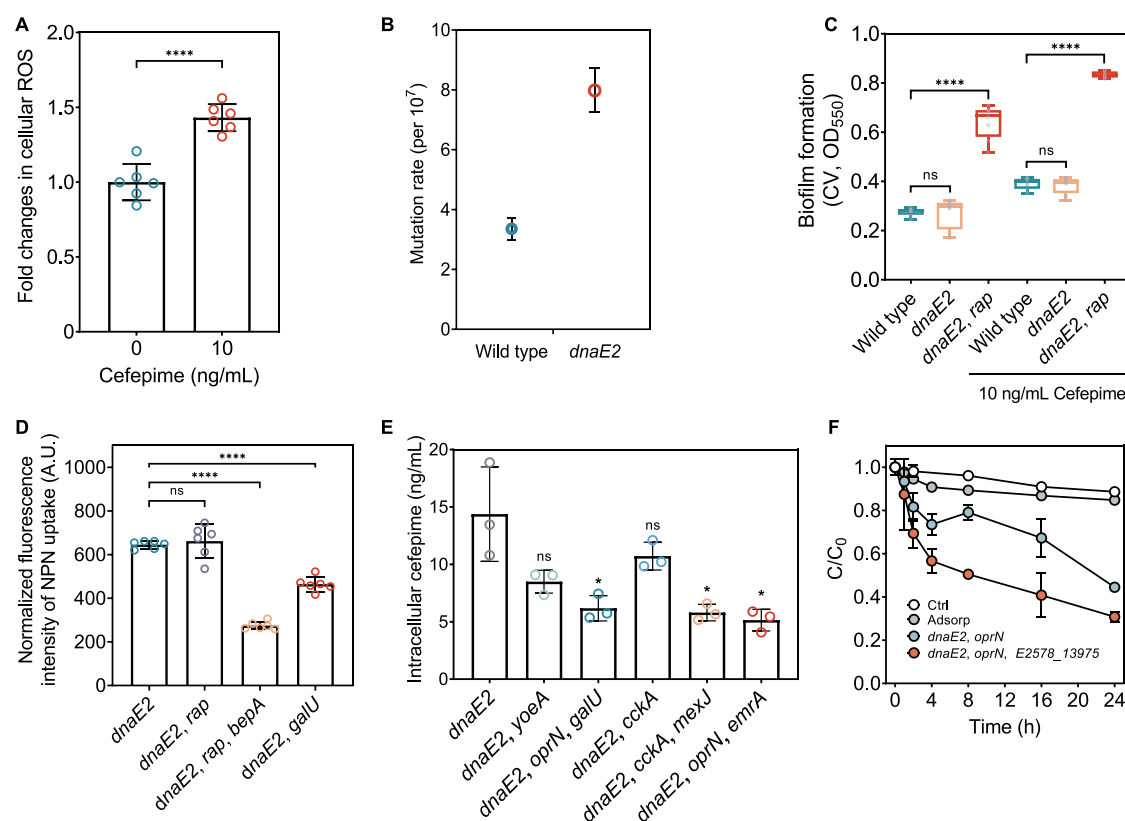 A
Fold changes in cellular ROS
2.0
1.5
1.0
0.5
0
****
0
10
Cefepime (ng/mL)
B
Mutation rate (per 10⁷)
10
8
6
4
2
0
Wild type
dnaE2
C
Biofilm formation
(CV, OD₅₅₀)
1.0
0.8
0.6
0.4
0.2
0.0
ns
****
ns
****
Wild type
dnaE2
dnaE2, rap
Wild type
dnaE2
dnaE2, rap
10 ng/mL Cefepime
D
Normalized fluorescence
intensity of NPN uptake (A.U.)
1000
800
600
400
200
0
****
****
ns
dnaE2
dnaE2, rap
dnaE2, rap, bepA
dnaE2, galU
E
Intracellular cefepime (ng/mL)
20
15
10
5
0
ns
*
ns
*
*
dnaE2
dnaE2, yoeA
dnaE2, oprN, galU
dnaE2, cckA
dnaE2, cckA, mexJ
dnaE2, oprN, emrA
F
C/C₀
1.0
0.8
0.6
0.4
0.2
0.0
Ctrl
Adsorp
dnaE2, oprN
dnaE2, oprN, E2578_13975
0 4 8 12 16 20 24
Time (h)